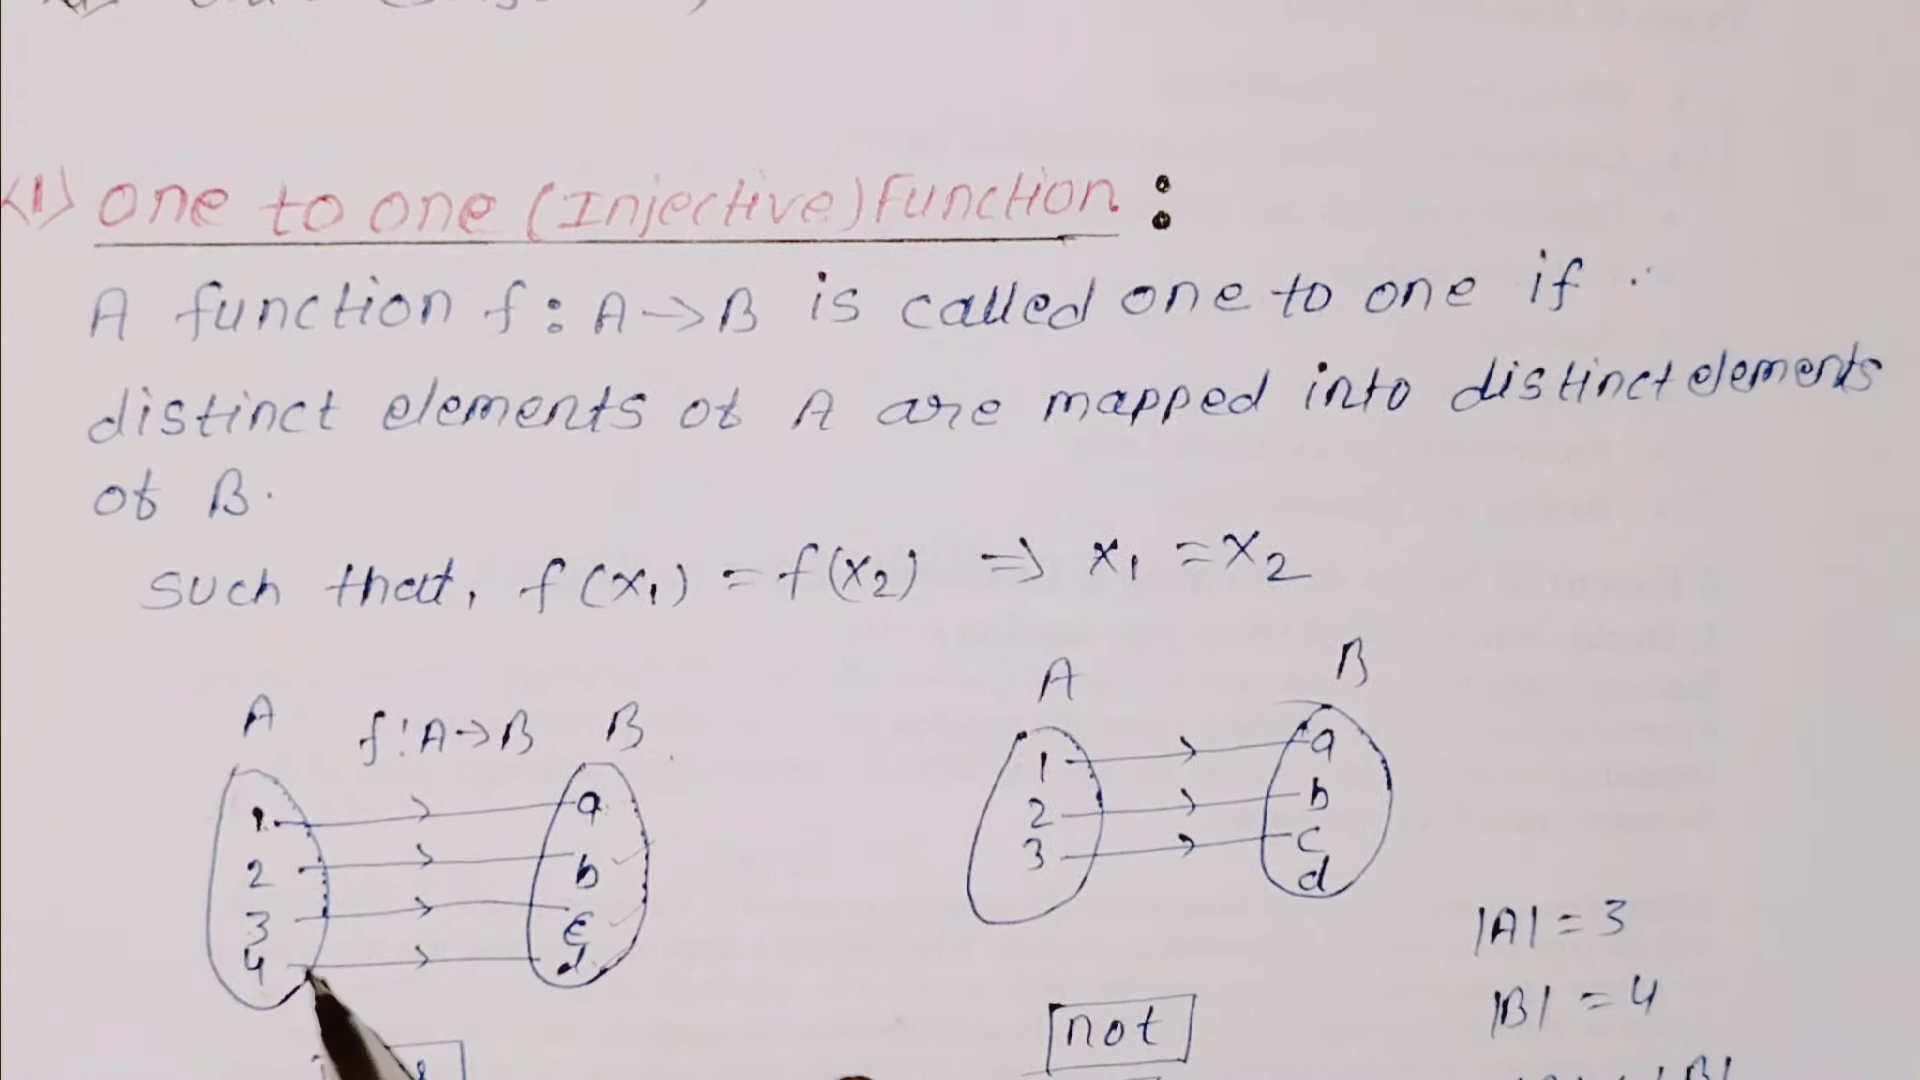 <1> one to one (Injective) Function :
A function f : A → B is called one to one if
distinct elements of A are mapped into distinct elements
of B.
such that, f(x₁) = f(x₂) ⇒ x₁ = x₂
A f: A→B B
1 a
2 b
3 c
4 d
A B
1 a
2 b
3 c
d
|A| = 3
|B| = 4
not